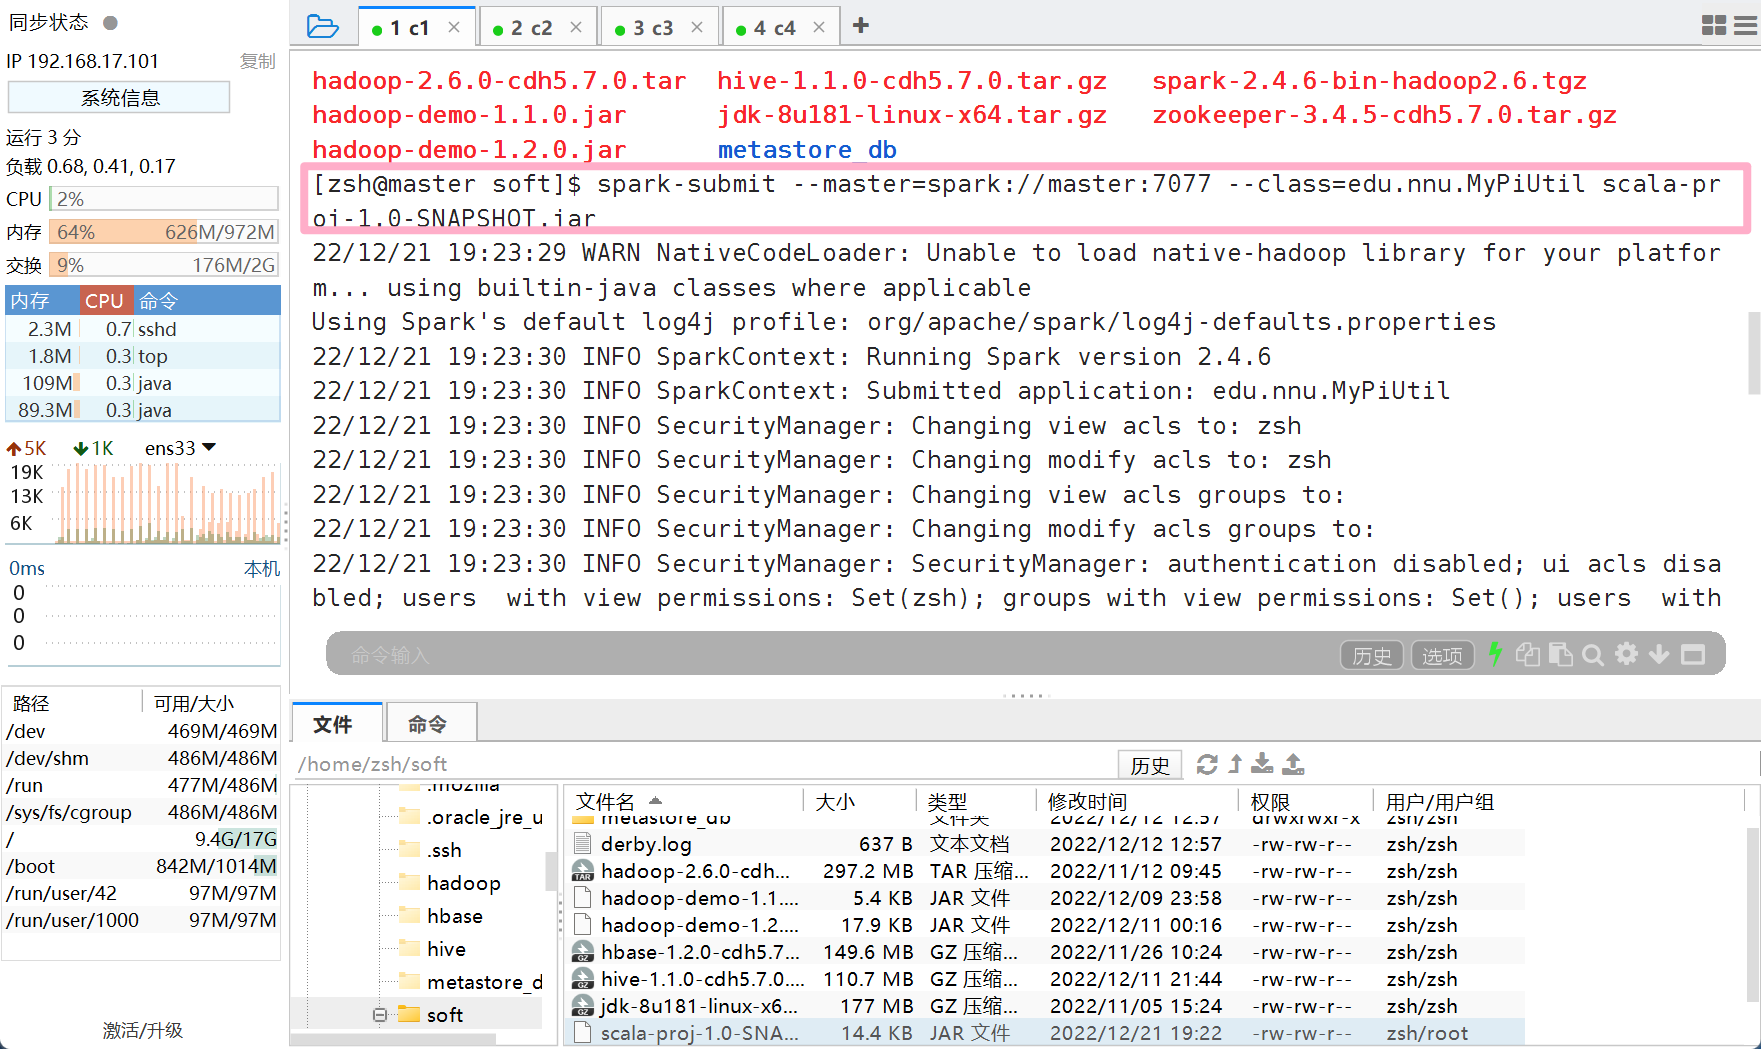 同步状态
IP 192.168.17.101 复制
系统信息
运行 3 分
负载 0.68, 0.41, 0.17
CPU 2%
内存 64% 626M/972M
交换 9% 176M/2G
内存 CPU 命令
2.3M 0.7 sshd
1.8M 0.3 top
109M 0.3 java
89.3M 0.3 java
5K 1K ens33
19K
13K
6K
0ms 本机
0
0
0
路径 可用/大小
/dev 469M/469M
/dev/shm 486M/486M
/run 477M/486M
/sys/fs/cgroup 486M/486M
/ 9.4G/17G
/boot 842M/1014M
/run/user/42 97M/97M
/run/user/1000 97M/97M
激活/升级
1 c1 2 c2 3 c3 4 c4
hadoop-2.6.0-cdh5.7.0.tar hive-1.1.0-cdh5.7.0.tar.gz spark-2.4.6-bin-hadoop2.6.tgz
hadoop-demo-1.1.0.jar jdk-8u181-linux-x64.tar.gz zookeeper-3.4.5-cdh5.7.0.tar.gz
hadoop-demo-1.2.0.jar metastore_db
[zsh@master soft]$ spark-submit --master=spark://master:7077 --class=edu.nnu.MyPiUtil scala-pr
oj-1.0-SNAPSHOT.jar
22/12/21 19:23:29 WARN NativeCodeLoader: Unable to load native-hadoop library for your platfor
m... using builtin-java classes where applicable
Using Spark's default log4j profile: org/apache/spark/log4j-defaults.properties
22/12/21 19:23:30 INFO SparkContext: Running Spark version 2.4.6
22/12/21 19:23:30 INFO SparkContext: Submitted application: edu.nnu.MyPiUtil
22/12/21 19:23:30 INFO SecurityManager: Changing view acls to: zsh
22/12/21 19:23:30 INFO SecurityManager: Changing modify acls to: zsh
22/12/21 19:23:30 INFO SecurityManager: Changing view acls groups to:
22/12/21 19:23:30 INFO SecurityManager: Changing modify acls groups to:
22/12/21 19:23:30 INFO SecurityManager: SecurityManager: authentication disabled; ui acls disa
bled; users  with view permissions: Set(zsh); groups with view permissions: Set(); users  with
命令输入 历史 选项
文件 命令
/home/zsh/soft 历史
.mozilla
.oracle_jre_u
.ssh
hadoop
hbase
hive
metastore_d
soft
文件名 大小 类型 修改时间 权限 用户/用户组
metastore_db 文件夹 2022/12/12 12:57 drwxrwxr-x zsh/zsh
derby.log 637 B 文本文档 2022/12/12 12:57 -rw-rw-r-- zsh/zsh
hadoop-2.6.0-cdh... 297.2 MB TAR 压缩... 2022/11/12 09:45 -rw-rw-r-- zsh/zsh
hadoop-demo-1.1.... 5.4 KB JAR 文件 2022/12/09 23:58 -rw-rw-r-- zsh/zsh
hadoop-demo-1.2.... 17.9 KB JAR 文件 2022/12/11 00:16 -rw-rw-r-- zsh/zsh
hbase-1.2.0-cdh5.7... 149.6 MB GZ 压缩... 2022/11/26 10:24 -rw-rw-r-- zsh/zsh
hive-1.1.0-cdh5.7.0.... 110.7 MB GZ 压缩... 2022/12/11 21:44 -rw-rw-r-- zsh/zsh
jdk-8u181-linux-x6... 177 MB GZ 压缩... 2022/11/05 15:24 -rw-rw-r-- zsh/zsh
scala-proj-1.0-SNA... 14.4 KB JAR 文件 2022/12/21 19:22 -rw-rw-r-- zsh/root